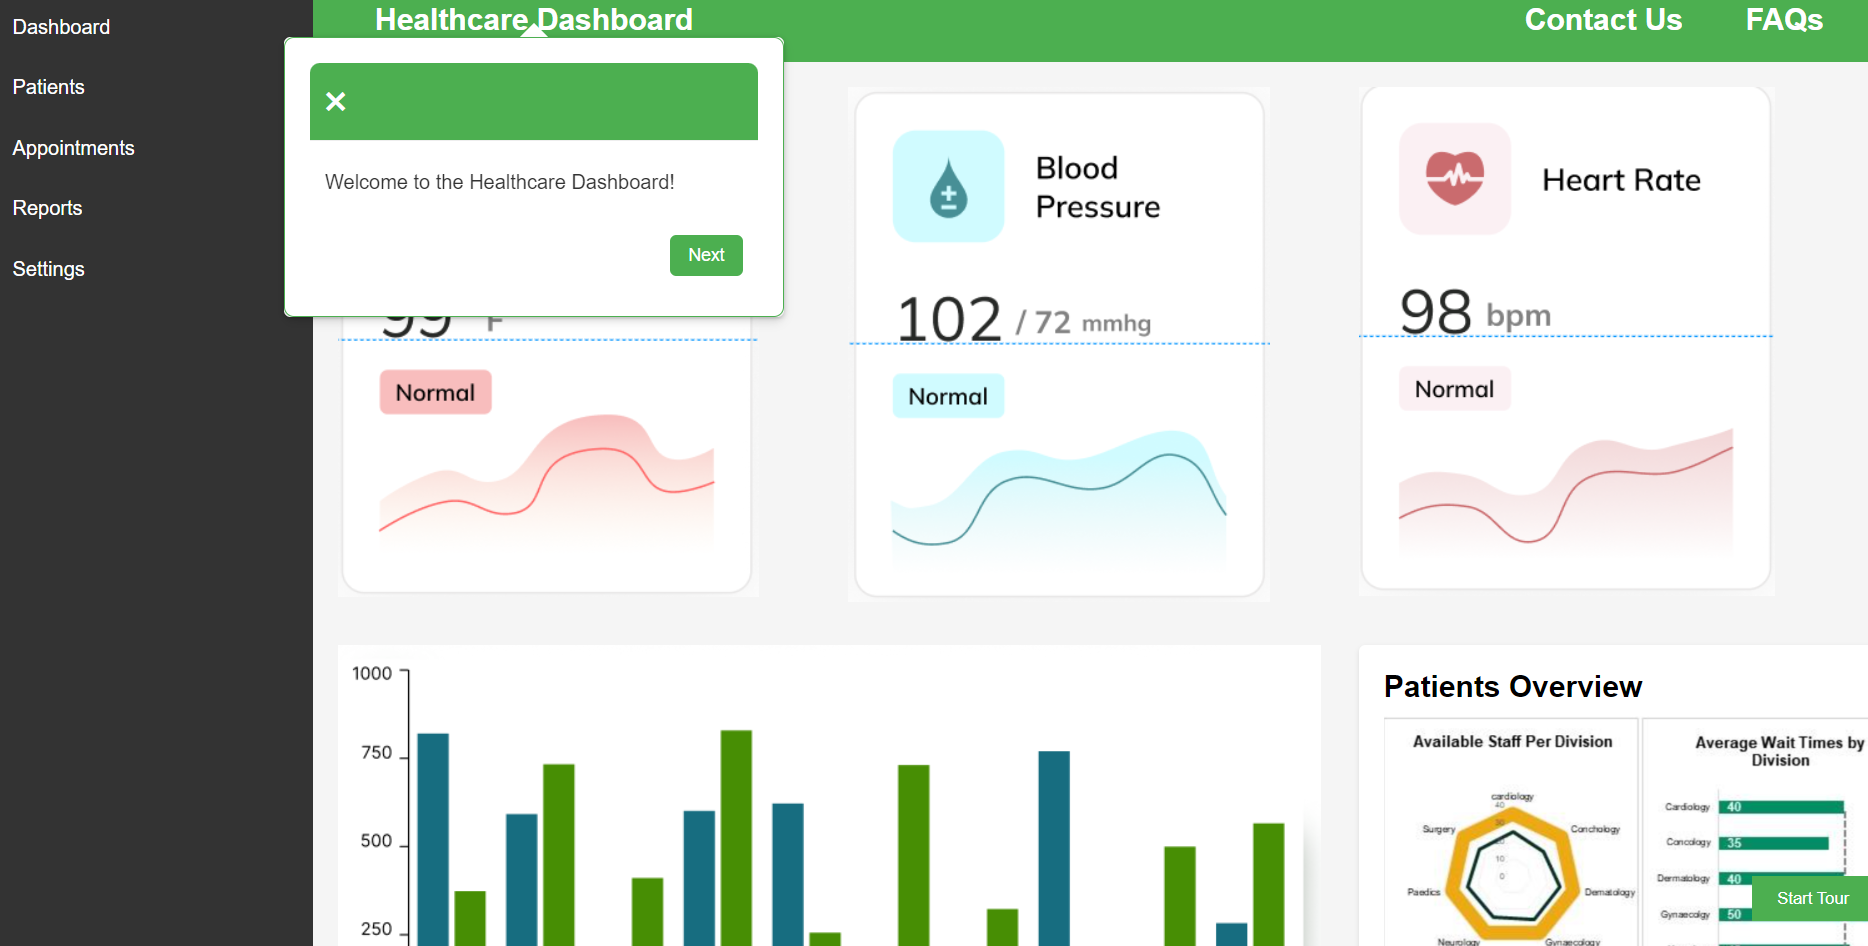 Dashboard
Patients
Appointments
Reports
Settings
Healthcare Dashboard
Contact Us
FAQs
×
Welcome to the Healthcare Dashboard!
Next
99 F
Normal
Blood
Pressure
102 / 72 mmhg
Normal
Heart Rate
98 bpm
Normal
1000
750
500
250
Patients Overview
Available Staff Per Division
cardiology
40
30
20
10
0
Surgery
Conchology
Paedics
Dematology
Neurology
Gynaecology
Average Wait Times by
Division
Cardiology 40
Concology 35
Dermatology 40
Gynaecalgy 50
Start Tour